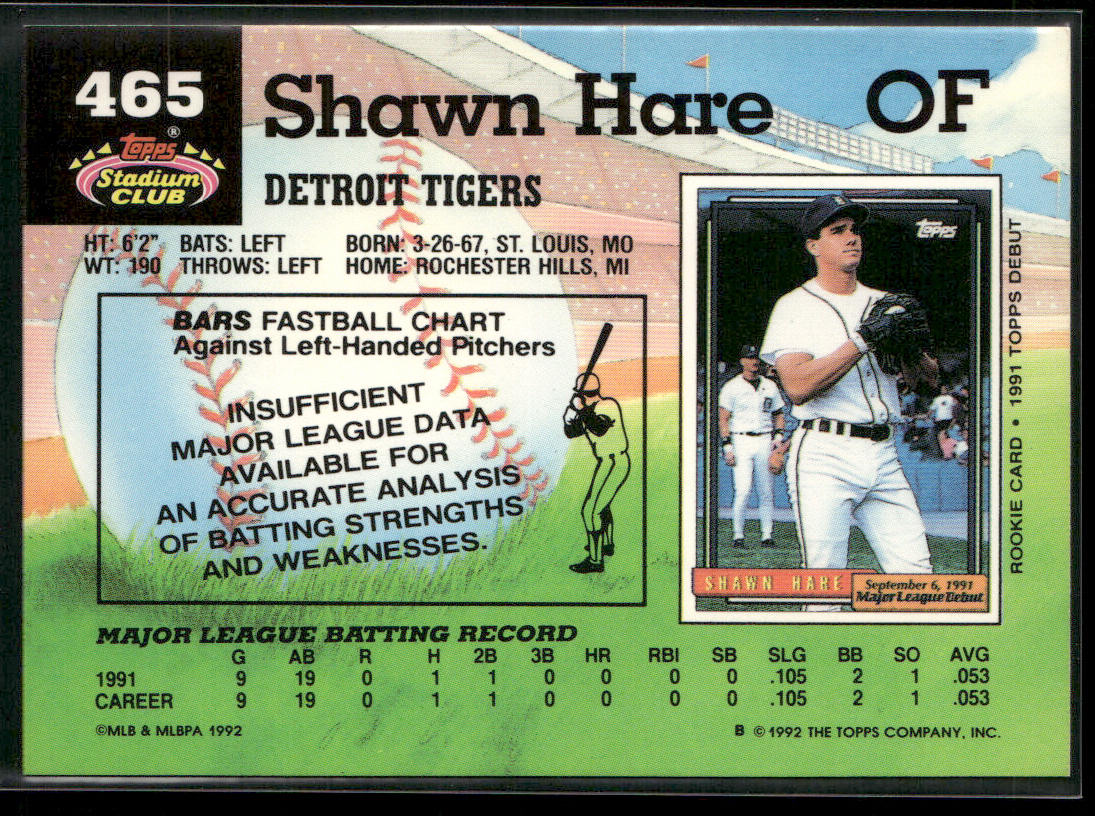 465
Topps ®
Stadium
CLUB
Shawn Hare OF
DETROIT TIGERS
HT: 6'2" BATS: LEFT BORN: 3-26-67, ST. LOUIS, MO
WT: 190 THROWS: LEFT HOME: ROCHESTER HILLS, MI
BARS FASTBALL CHART
Against Left-Handed Pitchers
INSUFFICIENT
MAJOR LEAGUE DATA
AVAILABLE FOR
AN ACCURATE ANALYSIS
OF BATTING STRENGTHS
AND WEAKNESSES.
Topps
SHAWN HARE
September 6, 1991
Major League Debut
ROOKIE CARD • 1991 TOPPS DEBUT
MAJOR LEAGUE BATTING RECORD
G AB R H 2B 3B HR RBI SB SLG BB SO AVG
1991 9 19 0 1 1 0 0 0 0 .105 2 1 .053
CAREER 9 19 0 1 1 0 0 0 0 .105 2 1 .053
©MLB & MLBPA 1992
B © 1992 THE TOPPS COMPANY, INC.